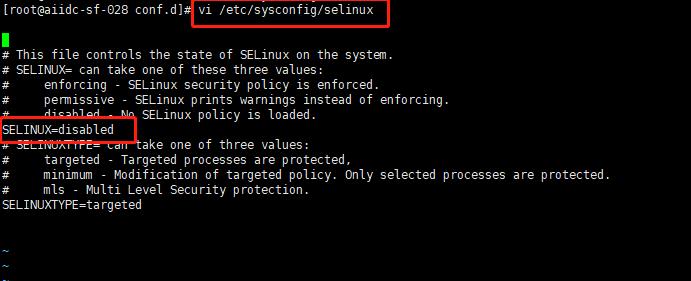 [root@aiidc-sf-028 conf.d]# vi /etc/sysconfig/selinux
# This file controls the state of SELinux on the system.
# SELINUX= can take one of these three values:
#     enforcing - SELinux security policy is enforced.
#     permissive - SELinux prints warnings instead of enforcing.
#     disabled - No SELinux policy is loaded.
SELINUX=disabled
# SELINUXTYPE= can take one of three values:
#     targeted - Targeted processes are protected,
#     minimum - Modification of targeted policy. Only selected processes are protected.
#     mls - Multi Level Security protection.
SELINUXTYPE=targeted
~
~
~